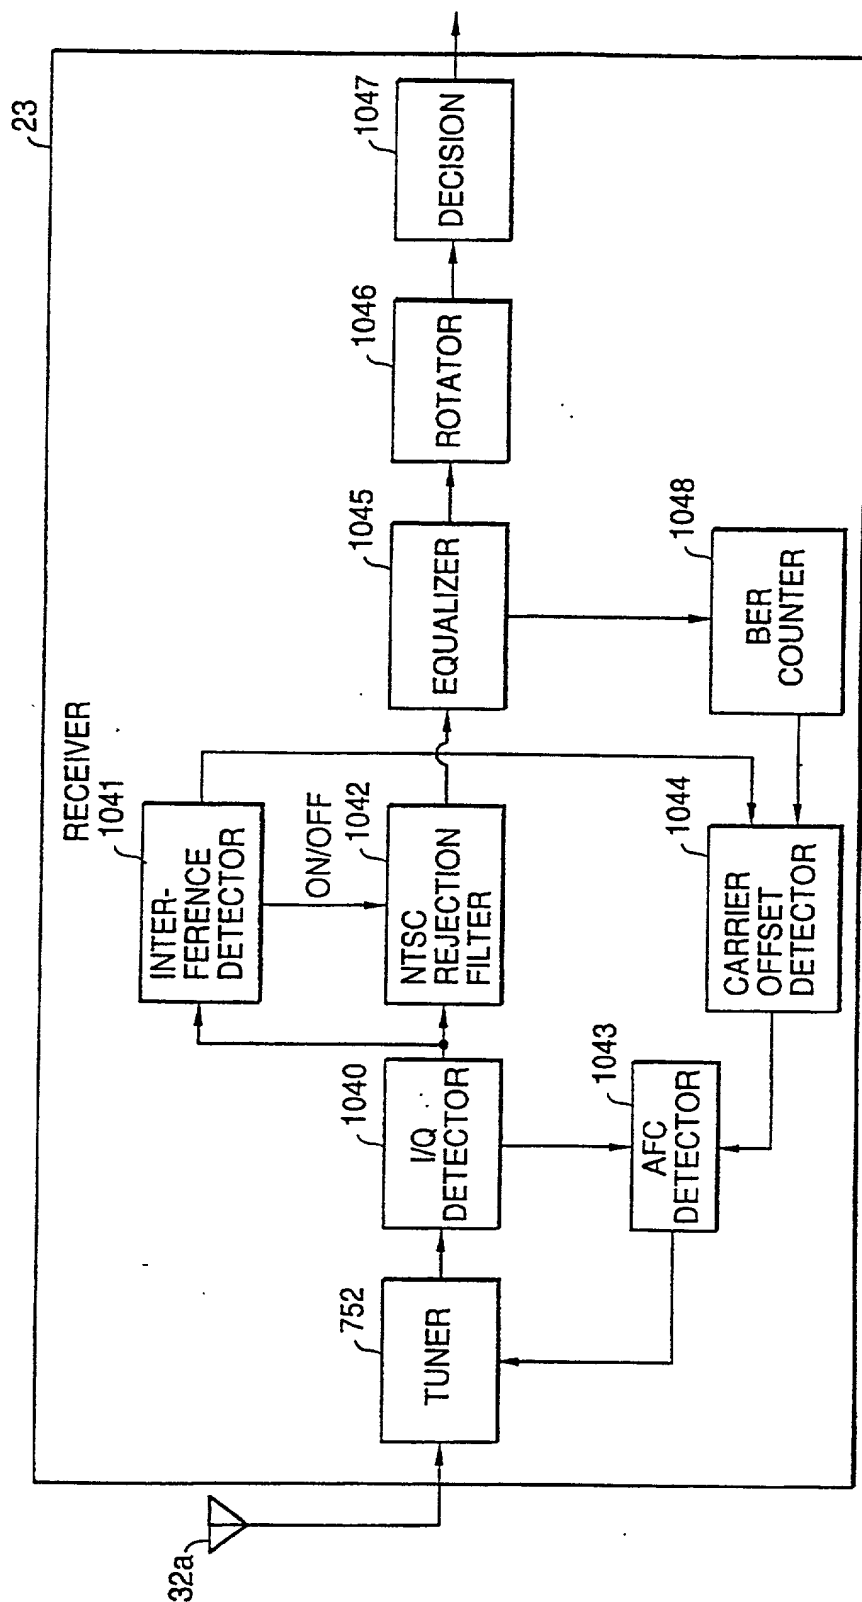 23
RECEIVER
32a
752
TUNER
1040
I/Q
DETECTOR
1041
INTER-
FERENCE
DETECTOR
ON/OFF
1042
NTSC
REJECTION
FILTER
1045
EQUALIZER
1046
ROTATOR
1047
DECISION
1043
AFC
DETECTOR
1044
CARRIER
OFFSET
DETECTOR
1048
BER
COUNTER